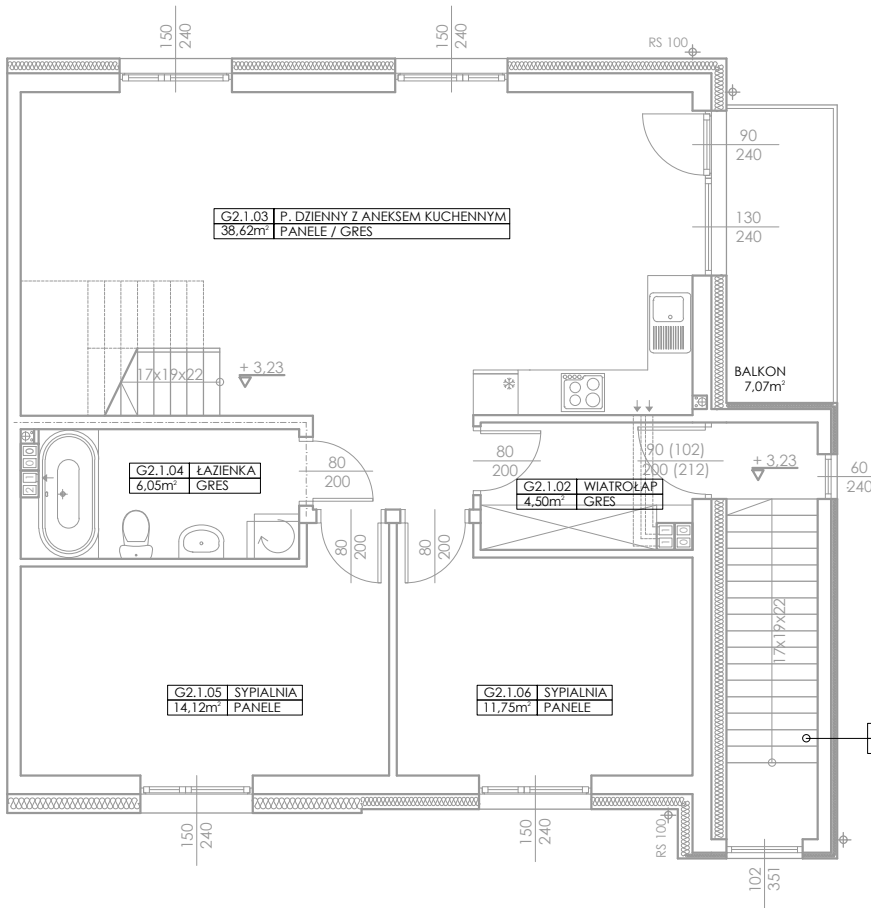 150
240
150
240
RS 100
90
240
G2.1.03 P. DZIENNY Z ANEKSEM KUCHENNYM
38,62m² PANELE / GRES
130
240
17x19x22
+ 3,23
BALKON
7,07m²
G2.1.04 ŁAZIENKA
6,05m² GRES
80
200
80
200
90 (102)
200 (212)
+ 3,23
60
240
G2.1.02 WIATROŁAP
4,50m² GRES
80
200
80
200
17x19x22
G2.1.05 SYPIALNIA
14,12m² PANELE
G2.1.06 SYPIALNIA
11,75m² PANELE
150
240
150
240
RS 100
102
351